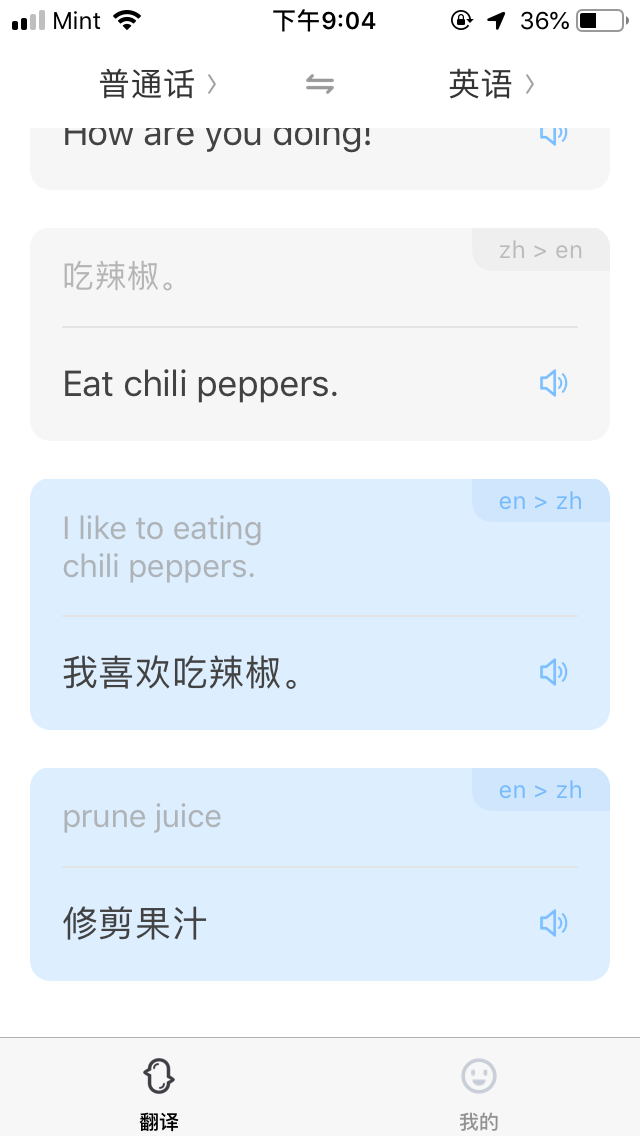 Mint 下午9:04 36%
普通话 英语
How are you doing!
zh > en
吃辣椒。
Eat chili peppers.
en > zh
I like to eating
chili peppers.
我喜欢吃辣椒。
en > zh
prune juice
修剪果汁
翻译 我的